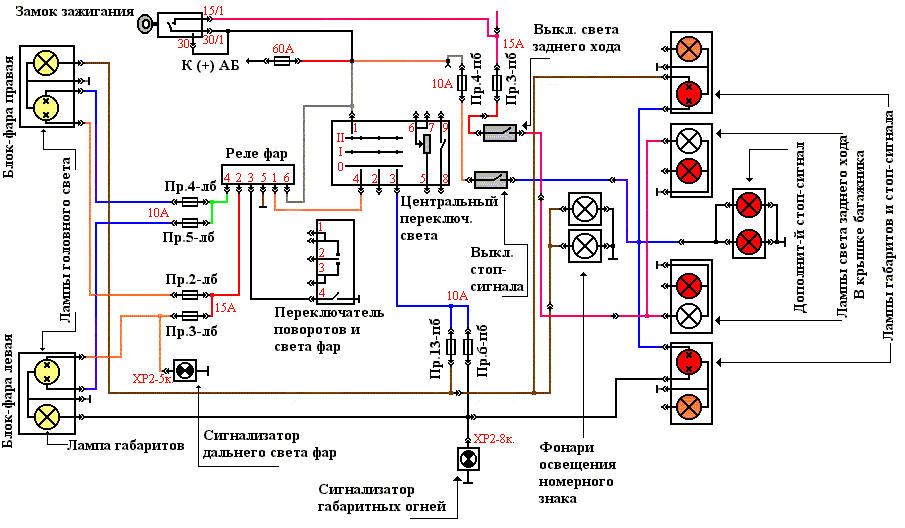 Замок зажигания
15/1
30
30/1
К (+) АБ
60А
10А
Пр.4-пб
15А
Пр.3-пб
Выкл. света
заднего хода
Блок-фара правая
Лампы головного света
Реле фар
4 2 3 5 1 6
1
6 7 9
II
I
0
4 2 3 5 8
Центральный
переключ.
света
Пр.4-лб
10А
Пр.5-лб
Пр.2-лб
15А
Пр.3-лб
1
2
3
4
Переключатель
поворотов и
света фар
Выкл.
стоп-
сигнала
10А
Пр.13-пб
Пр.6-пб
Дополнит-й стоп-сигнал
Лампы света заднего хода
В крышке багажника
Лампы габаритов и стоп-сигнала
Блок-фара левая
ХР2-5к.
Лампа габаритов
Сигнализатор
дальнего света фар
ХР2-8к.
Сигнализатор
габаритных огней
Фонари
освещения
номерного
знака